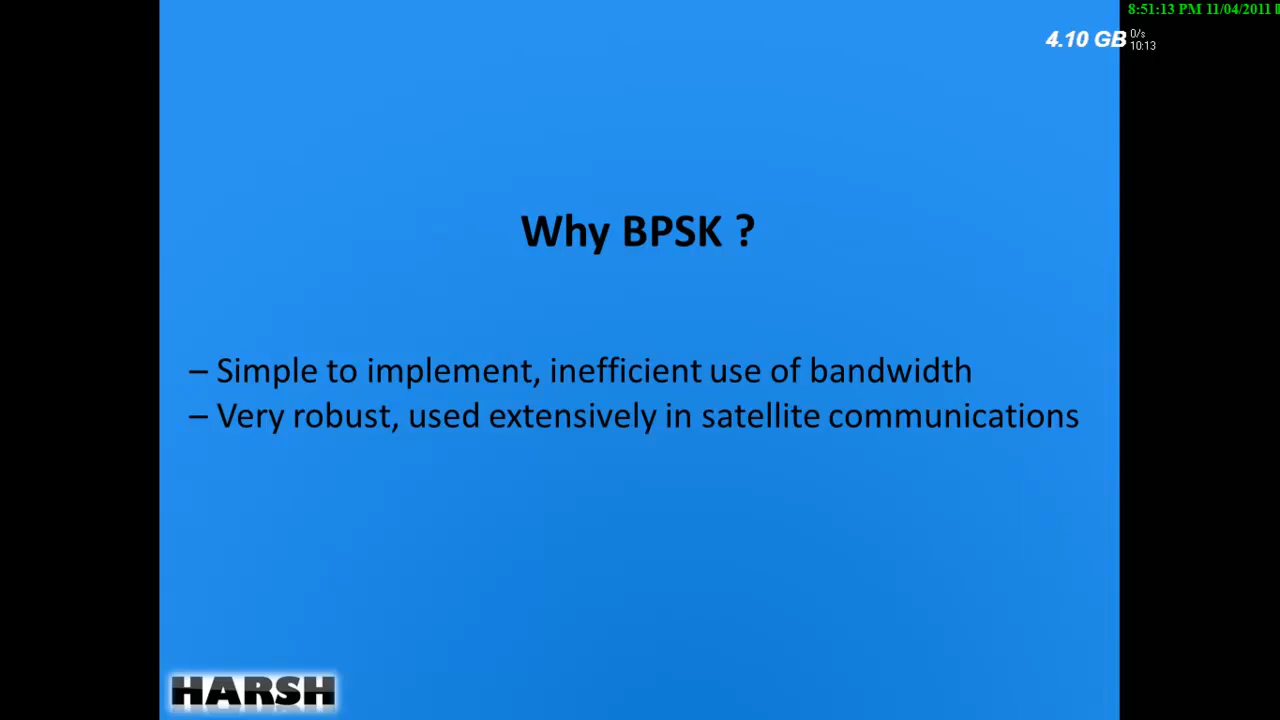 8:51:13 PM 11/04/2011
4.10 GB
0/s
10:13
Why BPSK ?
– Simple to implement, inefficient use of bandwidth
– Very robust, used extensively in satellite communications
HARSH